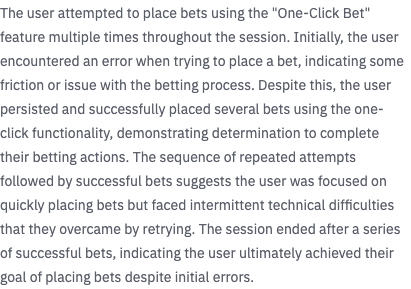 The user attempted to place bets using the "One-Click Bet"
feature multiple times throughout the session. Initially, the user
encountered an error when trying to place a bet, indicating some
friction or issue with the betting process. Despite this, the user
persisted and successfully placed several bets using the one-
click functionality, demonstrating determination to complete
their betting actions. The sequence of repeated attempts
followed by successful bets suggests the user was focused on
quickly placing bets but faced intermittent technical difficulties
that they overcame by retrying. The session ended after a series
of successful bets, indicating the user ultimately achieved their
goal of placing bets despite initial errors.